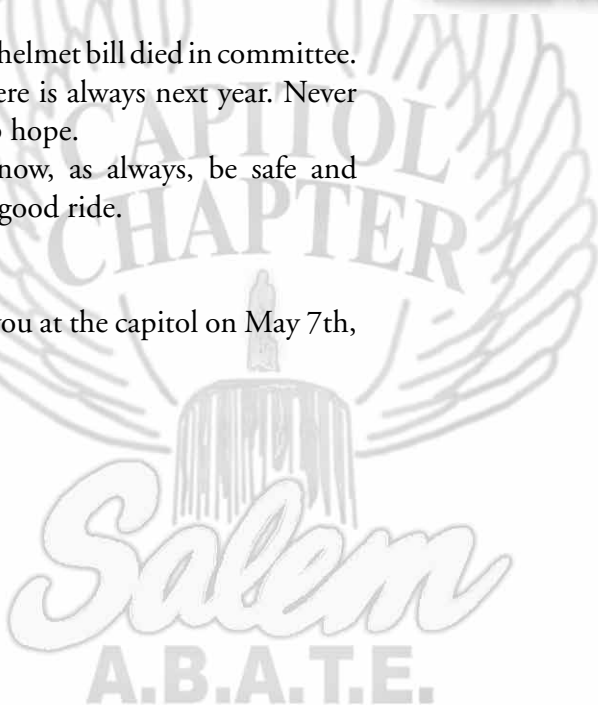 helmet bill died in committee.
ere is always next year. Never
hope.
now, as always, be safe and
good ride.
CAPITOL
CHAPTER
you at the capitol on May 7th,
Salem
A.B.A.T.E.